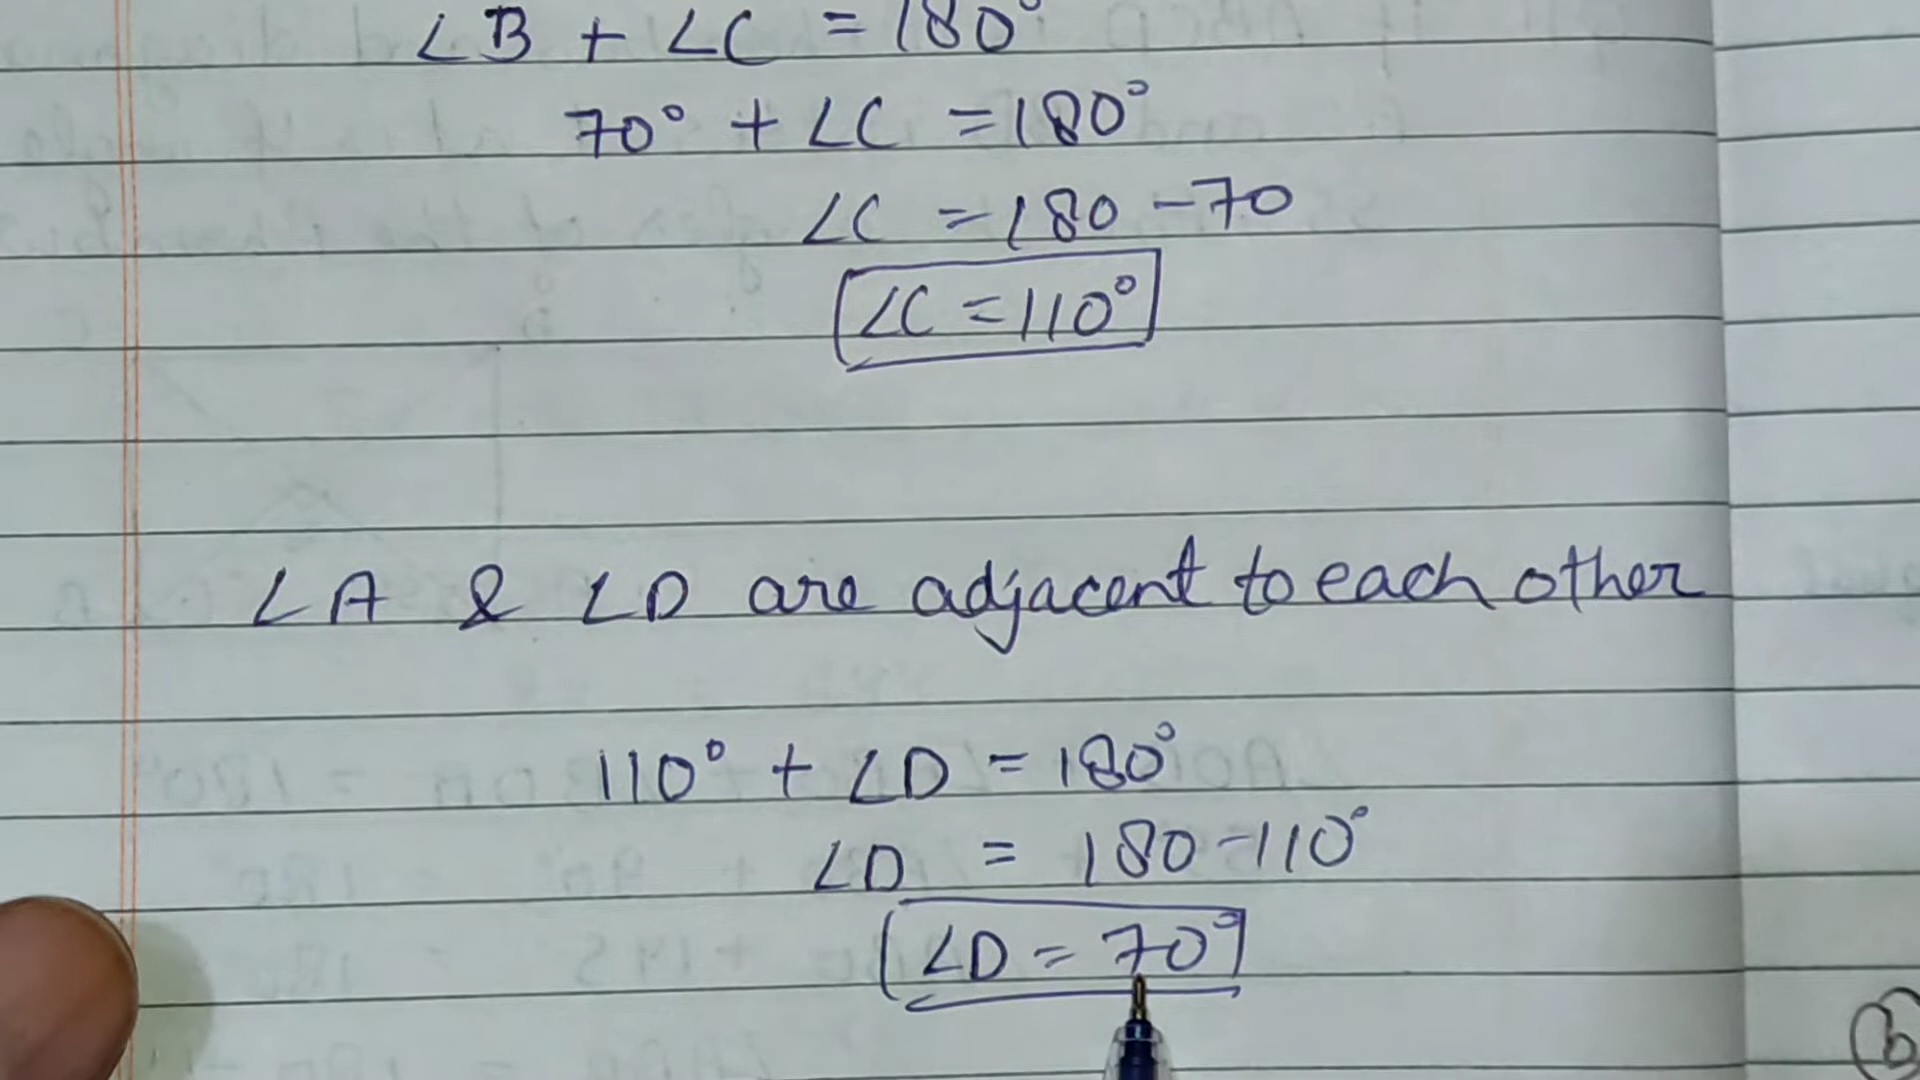 ∠B + ∠C = 180°
70° + ∠C = 180°
∠C = 180 - 70
∠C = 110°
∠A & ∠D are adjacent to each other
110° + ∠D = 180°
∠D = 180 - 110°
∠D = 70°
b